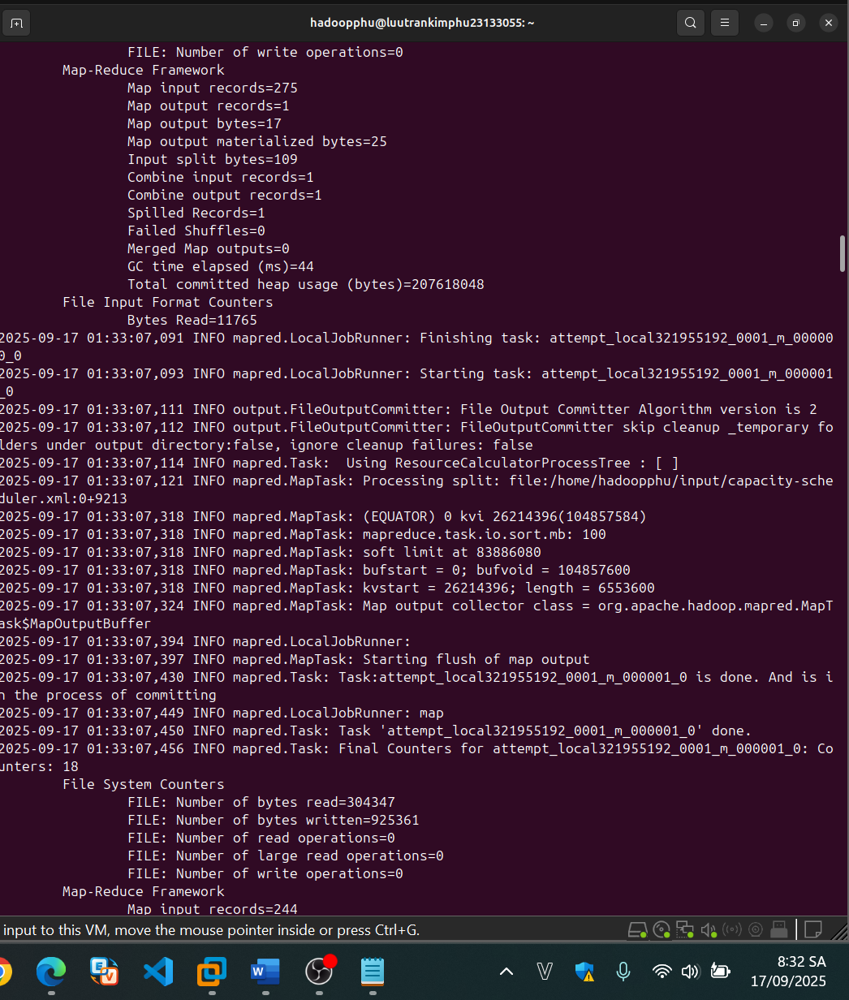 hadoopphu@luutrankimphu23133055: ~
FILE: Number of write operations=0
Map-Reduce Framework
Map input records=275
Map output records=1
Map output bytes=17
Map output materialized bytes=25
Input split bytes=109
Combine input records=1
Combine output records=1
Spilled Records=1
Failed Shuffles=0
Merged Map outputs=0
GC time elapsed (ms)=44
Total committed heap usage (bytes)=207618048
File Input Format Counters
Bytes Read=11765
2025-09-17 01:33:07,091 INFO mapred.LocalJobRunner: Finishing task: attempt_local321955192_0001_m_00000
0_0
2025-09-17 01:33:07,093 INFO mapred.LocalJobRunner: Starting task: attempt_local321955192_0001_m_000001
_0
2025-09-17 01:33:07,111 INFO output.FileOutputCommitter: File Output Committer Algorithm version is 2
2025-09-17 01:33:07,112 INFO output.FileOutputCommitter: FileOutputCommitter skip cleanup _temporary fo
lders under output directory:false, ignore cleanup failures: false
2025-09-17 01:33:07,114 INFO mapred.Task:  Using ResourceCalculatorProcessTree : [ ]
2025-09-17 01:33:07,121 INFO mapred.MapTask: Processing split: file:/home/hadoopphu/input/capacity-sche
duler.xml:0+9213
2025-09-17 01:33:07,318 INFO mapred.MapTask: (EQUATOR) 0 kvi 26214396(104857584)
2025-09-17 01:33:07,318 INFO mapred.MapTask: mapreduce.task.io.sort.mb: 100
2025-09-17 01:33:07,318 INFO mapred.MapTask: soft limit at 83886080
2025-09-17 01:33:07,318 INFO mapred.MapTask: bufstart = 0; bufvoid = 104857600
2025-09-17 01:33:07,318 INFO mapred.MapTask: kvstart = 26214396; length = 6553600
2025-09-17 01:33:07,324 INFO mapred.MapTask: Map output collector class = org.apache.hadoop.mapred.MapT
ask$MapOutputBuffer
2025-09-17 01:33:07,394 INFO mapred.LocalJobRunner:
2025-09-17 01:33:07,397 INFO mapred.MapTask: Starting flush of map output
2025-09-17 01:33:07,430 INFO mapred.Task: Task:attempt_local321955192_0001_m_000001_0 is done. And is i
n the process of committing
2025-09-17 01:33:07,449 INFO mapred.LocalJobRunner: map
2025-09-17 01:33:07,450 INFO mapred.Task: Task 'attempt_local321955192_0001_m_000001_0' done.
2025-09-17 01:33:07,456 INFO mapred.Task: Final Counters for attempt_local321955192_0001_m_000001_0: Co
unters: 18
File System Counters
FILE: Number of bytes read=304347
FILE: Number of bytes written=925361
FILE: Number of read operations=0
FILE: Number of large read operations=0
FILE: Number of write operations=0
Map-Reduce Framework
Map input records=244
input to this VM, move the mouse pointer inside or press Ctrl+G.
8:32 SA
17/09/2025